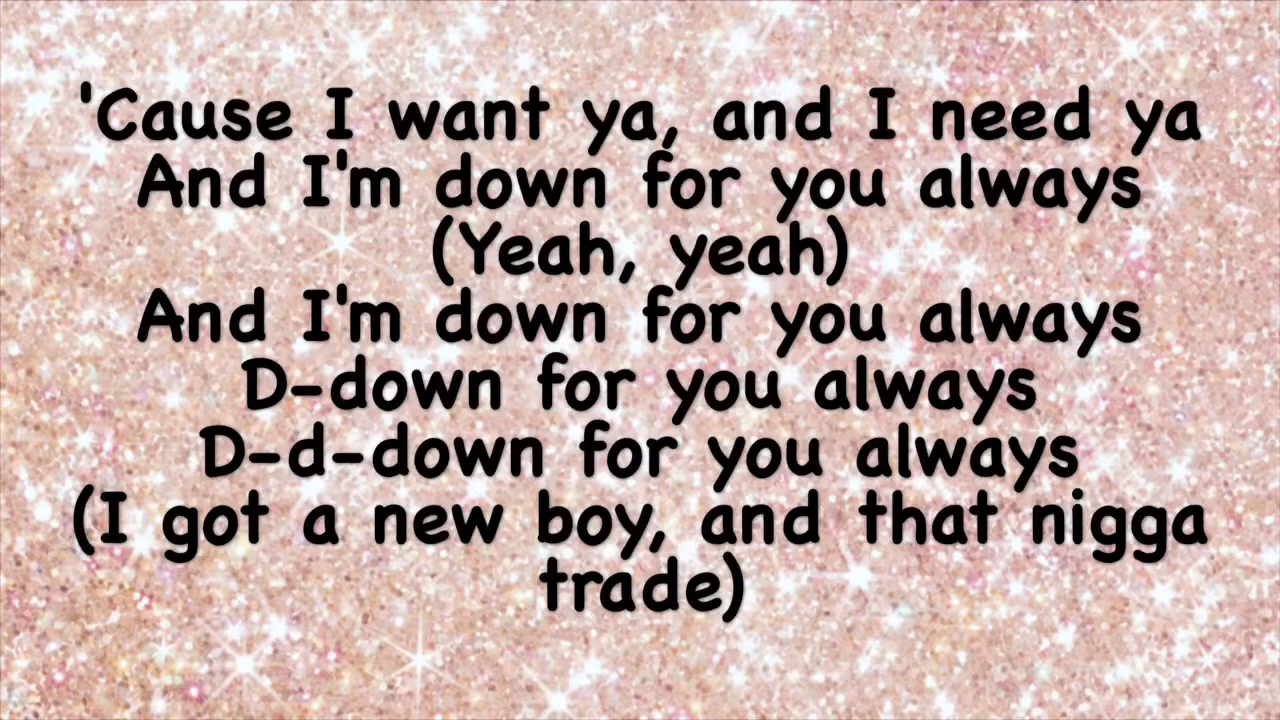 'Cause I want ya, and I need ya
And I'm down for you always
(Yeah, yeah)
And I'm down for you always
D-down for you always
D-d-down for you always
(I got a new boy, and that nigga
trade)